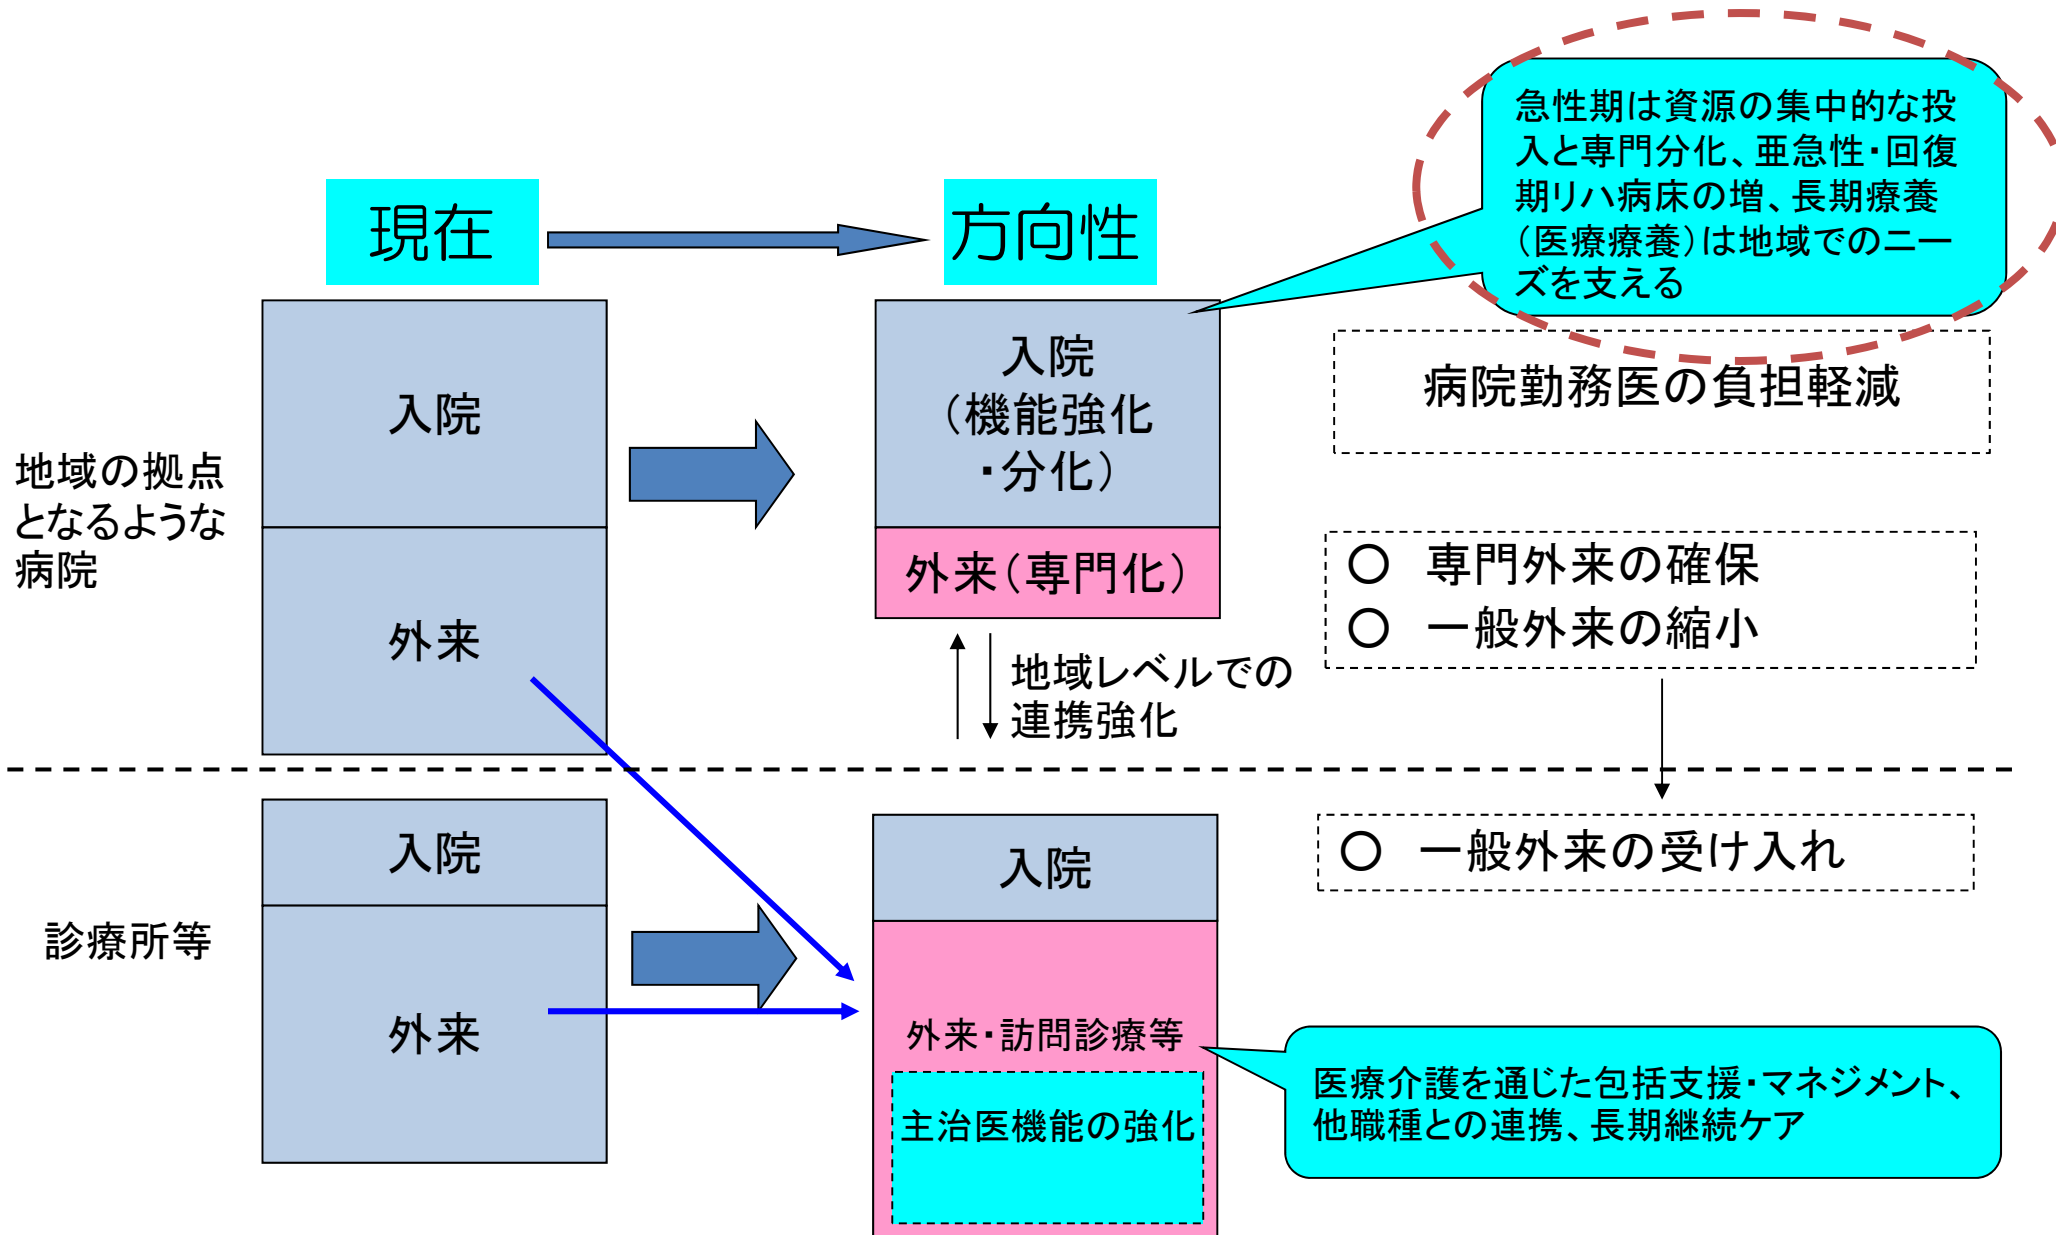 現在
方向性
急性期は資源の集中的な投
入と専門分化、亜急性・回復
期リハ病床の増、長期療養
（医療療養）は地域でのニー
ズを支える
地域の拠点
となるような
病院
入院
外来
入院
（機能強化
・分化）
外来（専門化）
病院勤務医の負担軽減
○　専門外来の確保
○　一般外来の縮小
地域レベルでの
連携強化
診療所等
入院
外来
入院
外来・訪問診療等
主治医機能の強化
○　一般外来の受け入れ
医療介護を通じた包括支援・マネジメント、
他職種との連携、長期継続ケア